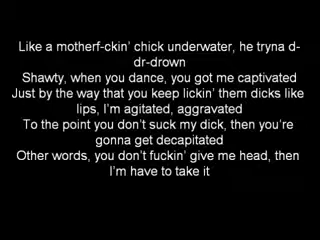 Like a motherf-ckin' chick underwater, he tryna d-
dr-drown
Shawty, when you dance, you got me captivated
Just by the way that you keep lickin' them dicks like
lips, I'm agitated, aggravated
To the point you don't suck my dick, then you're
gonna get decapitated
Other words, you don't fuckin' give me head, then
I'm have to take it